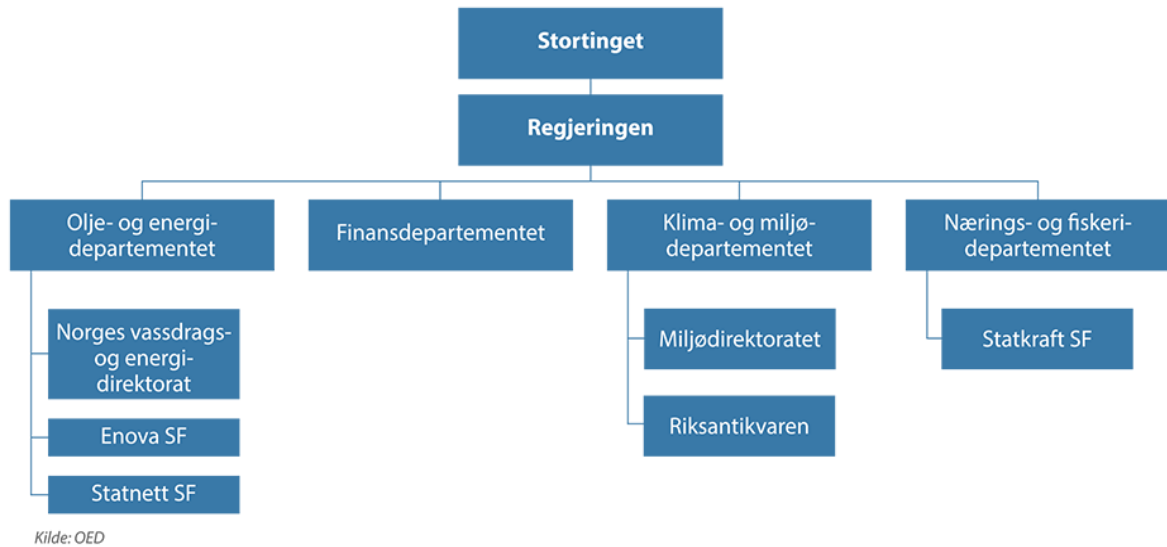 Stortinget
Regjeringen
Olje- og energi-
departementet
Finansdepartementet
Klima- og miljø-
departementet
Nærings- og fiskeri-
departementet
Norges vassdrags-
og energi-
direktorat
Enova SF
Statnett SF
Miljødirektoratet
Riksantikvaren
Statkraft SF
Kilde: OED